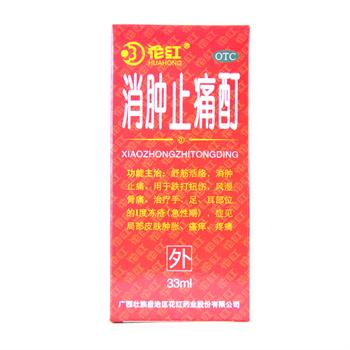 花红®
HUAHONG
OTC
消肿止痛酊
XIAOZHONGZHITONGDING
功能主治：舒筋活络，消肿
止痛。用于跌打扭伤，风湿
骨痛，治疗手、足、耳部位
的I度冻疮（急性期），症见
局部皮肤肿胀、瘙痒、疼痛
外
33ml
广西壮族自治区花红药业股份有限公司